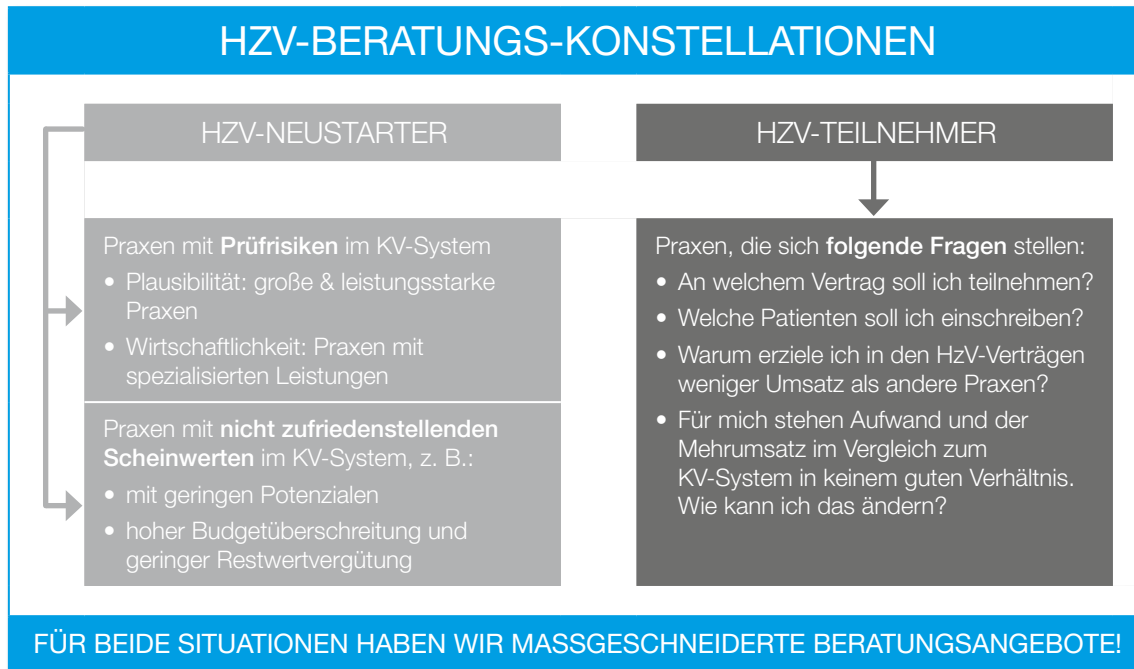 HZV-BERATUNGS-KONSTELLATIONEN
HZV-NEUSTARTER
Praxen mit Prüfrisiken im KV-System
• Plausibilität: große & leistungsstarke
Praxen
• Wirtschaftlichkeit: Praxen mit
spezialisierten Leistungen
Praxen mit nicht zufriedenstellenden
Scheinwerten im KV-System, z. B.:
• mit geringen Potenzialen
• hoher Budgetüberschreitung und
geringer Restwertvergütung
HZV-TEILNEHMER
Praxen, die sich folgende Fragen stellen:
• An welchem Vertrag soll ich teilnehmen?
• Welche Patienten soll ich einschreiben?
• Warum erziele ich in den HzV-Verträgen
weniger Umsatz als andere Praxen?
• Für mich stehen Aufwand und der
Mehrumsatz im Vergleich zum
KV-System in keinem guten Verhältnis.
Wie kann ich das ändern?
FÜR BEIDE SITUATIONEN HABEN WIR MASSGESCHNEIDERTE BERATUNGSANGEBOTE!